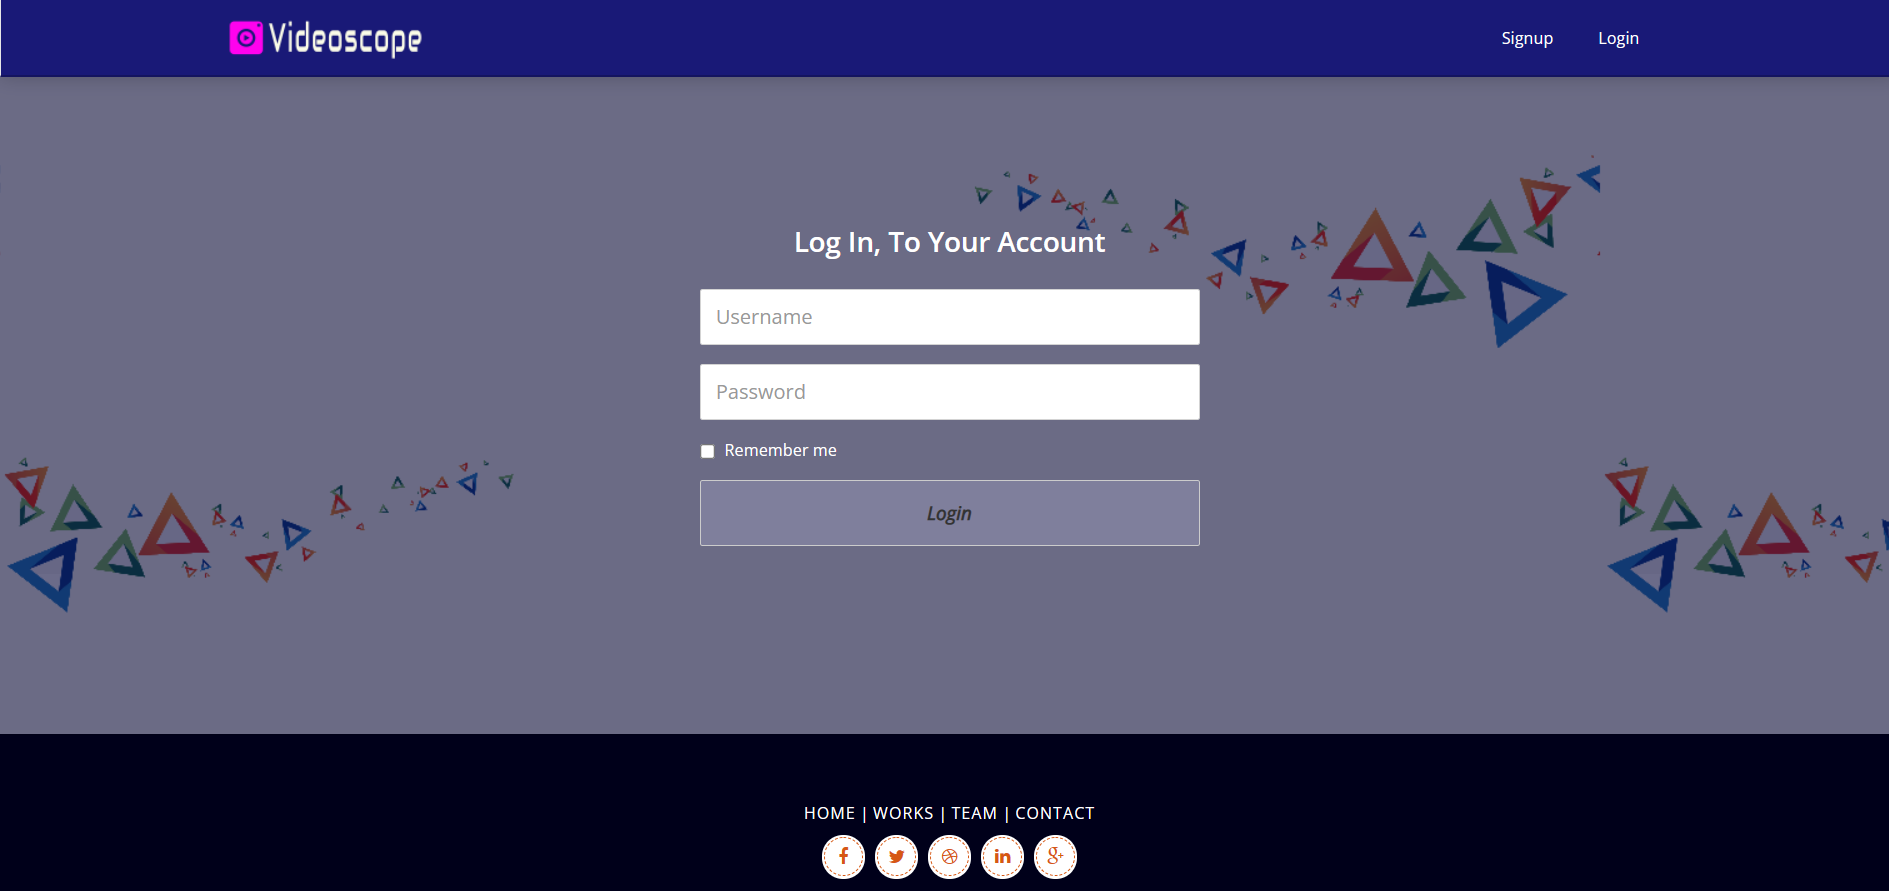 Videoscope
Signup
Login
Log In, To Your Account
Username
Password
Remember me
Login
HOME | WORKS | TEAM | CONTACT